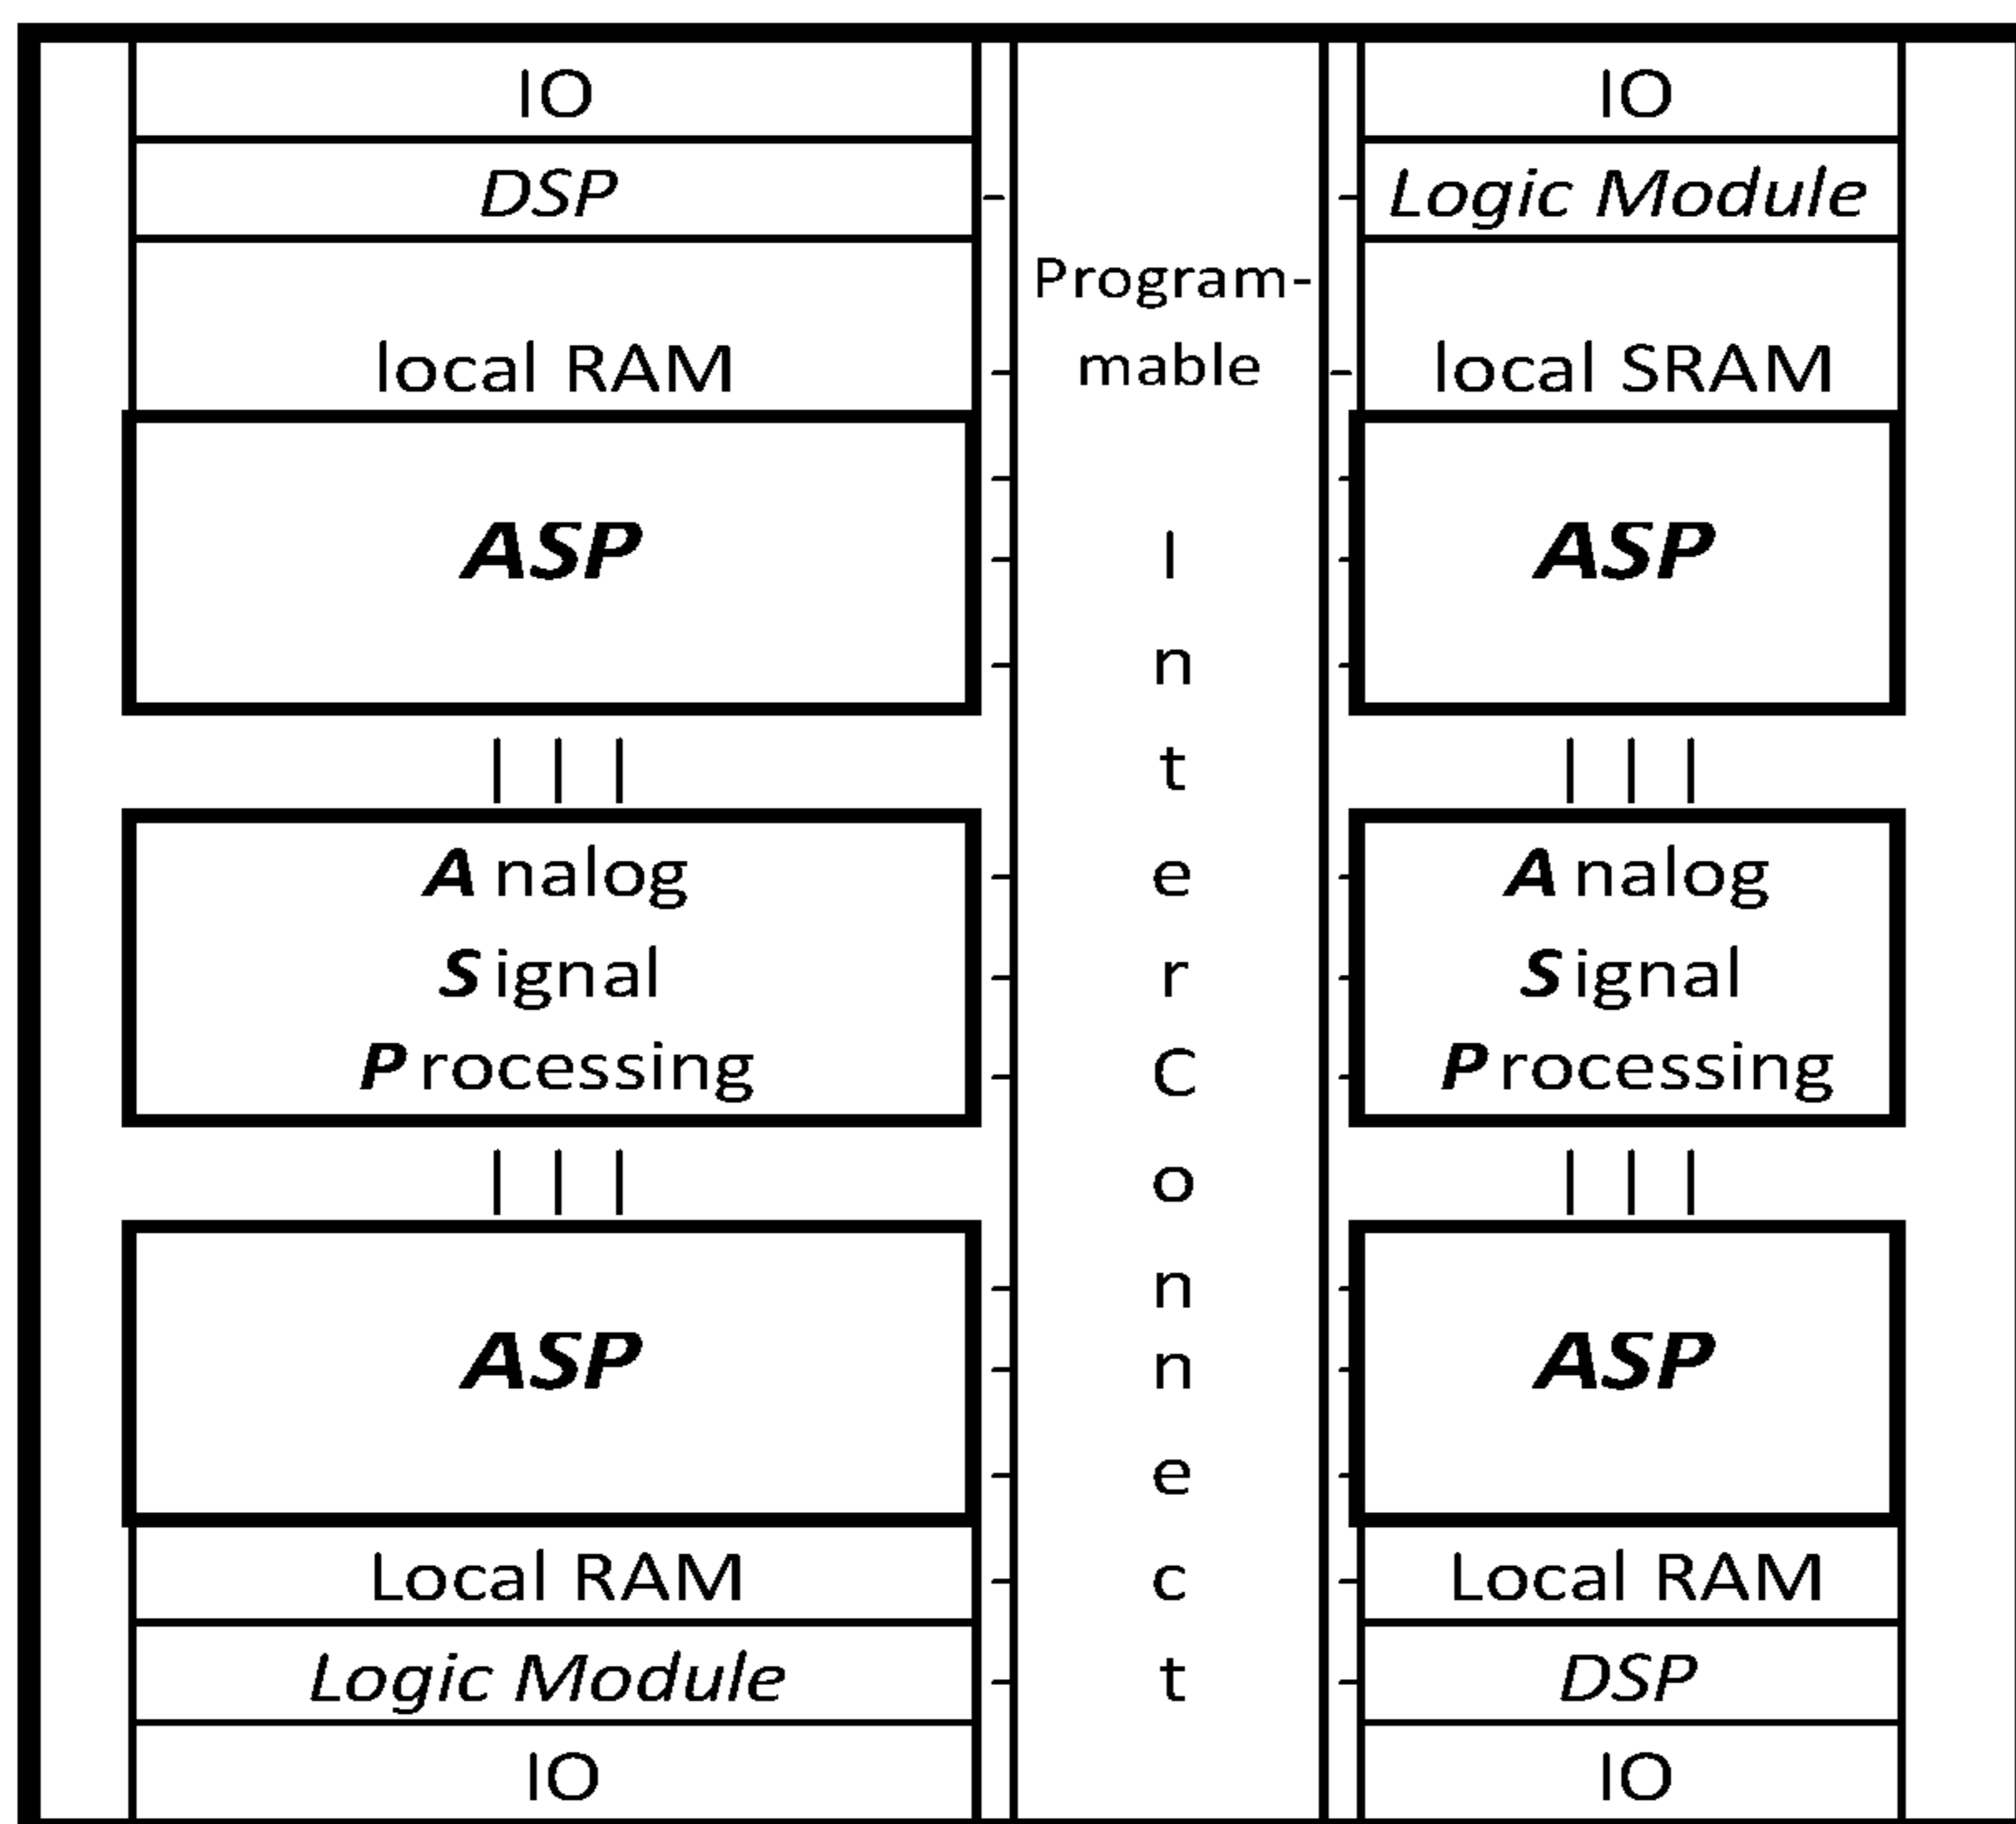 IO
DSP
local RAM
ASP
Analog
Signal
Processing
ASP
Local RAM
Logic Module
IO
Program-
mable
I
n
t
e
r
C
o
n
n
e
c
t
IO
Logic Module
local SRAM
ASP
Analog
Signal
Processing
ASP
Local RAM
DSP
IO